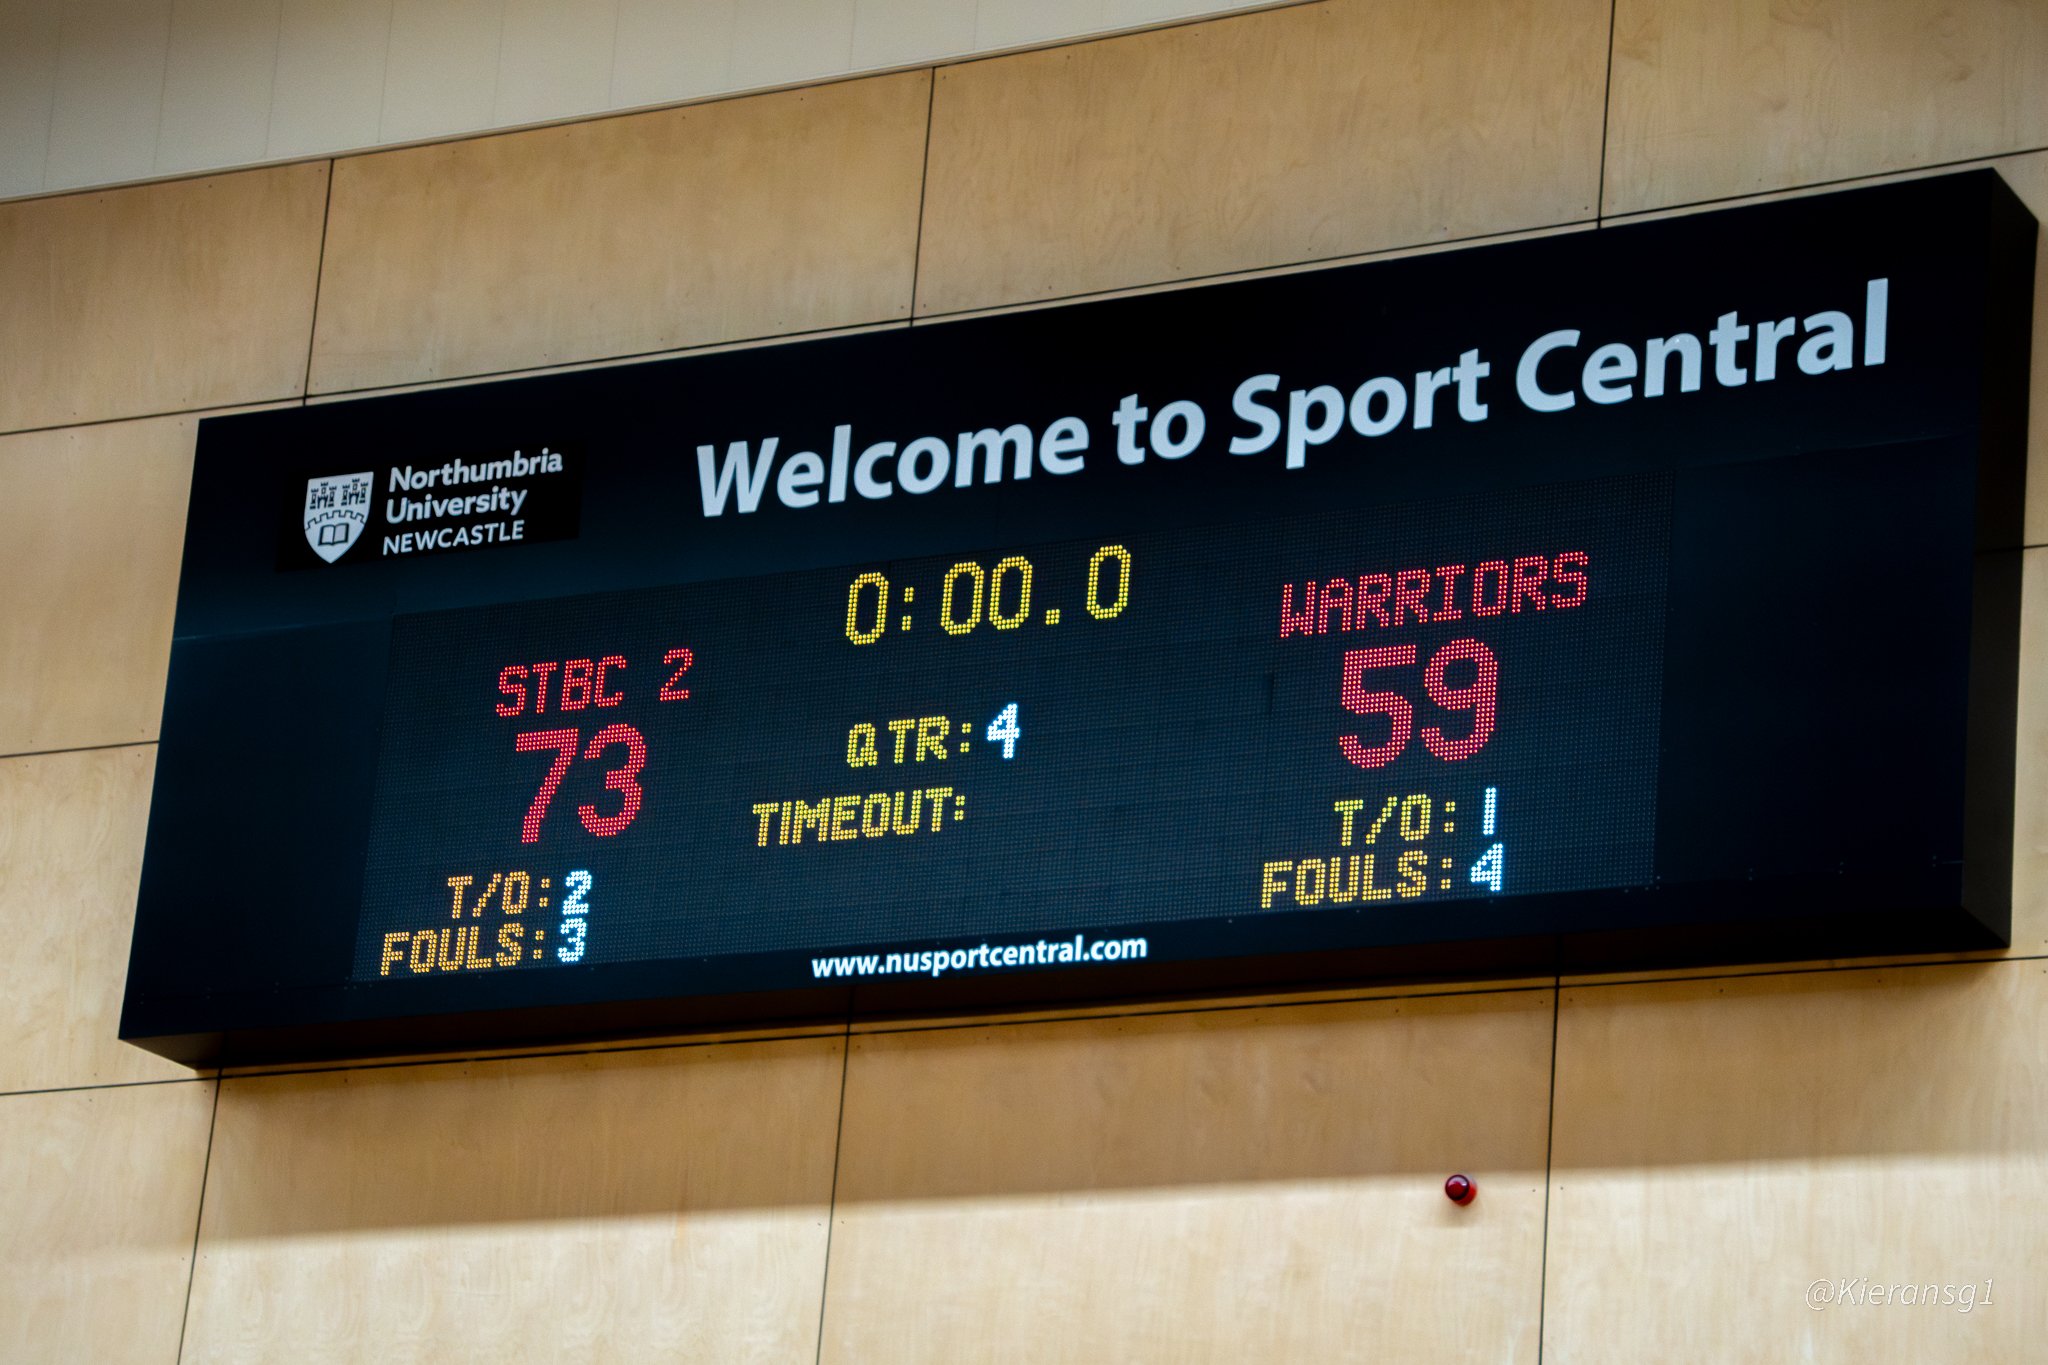 Welcome to Sport Central
Northumbria
University
NEWCASTLE
0:00.0
STBC 2
73
T/O: 2
FOULS: 3
QTR: 4
TIMEOUT:
WARRIORS
59
T/O: 1
FOULS: 4
www.nusportcentral.com
@Kieransg1